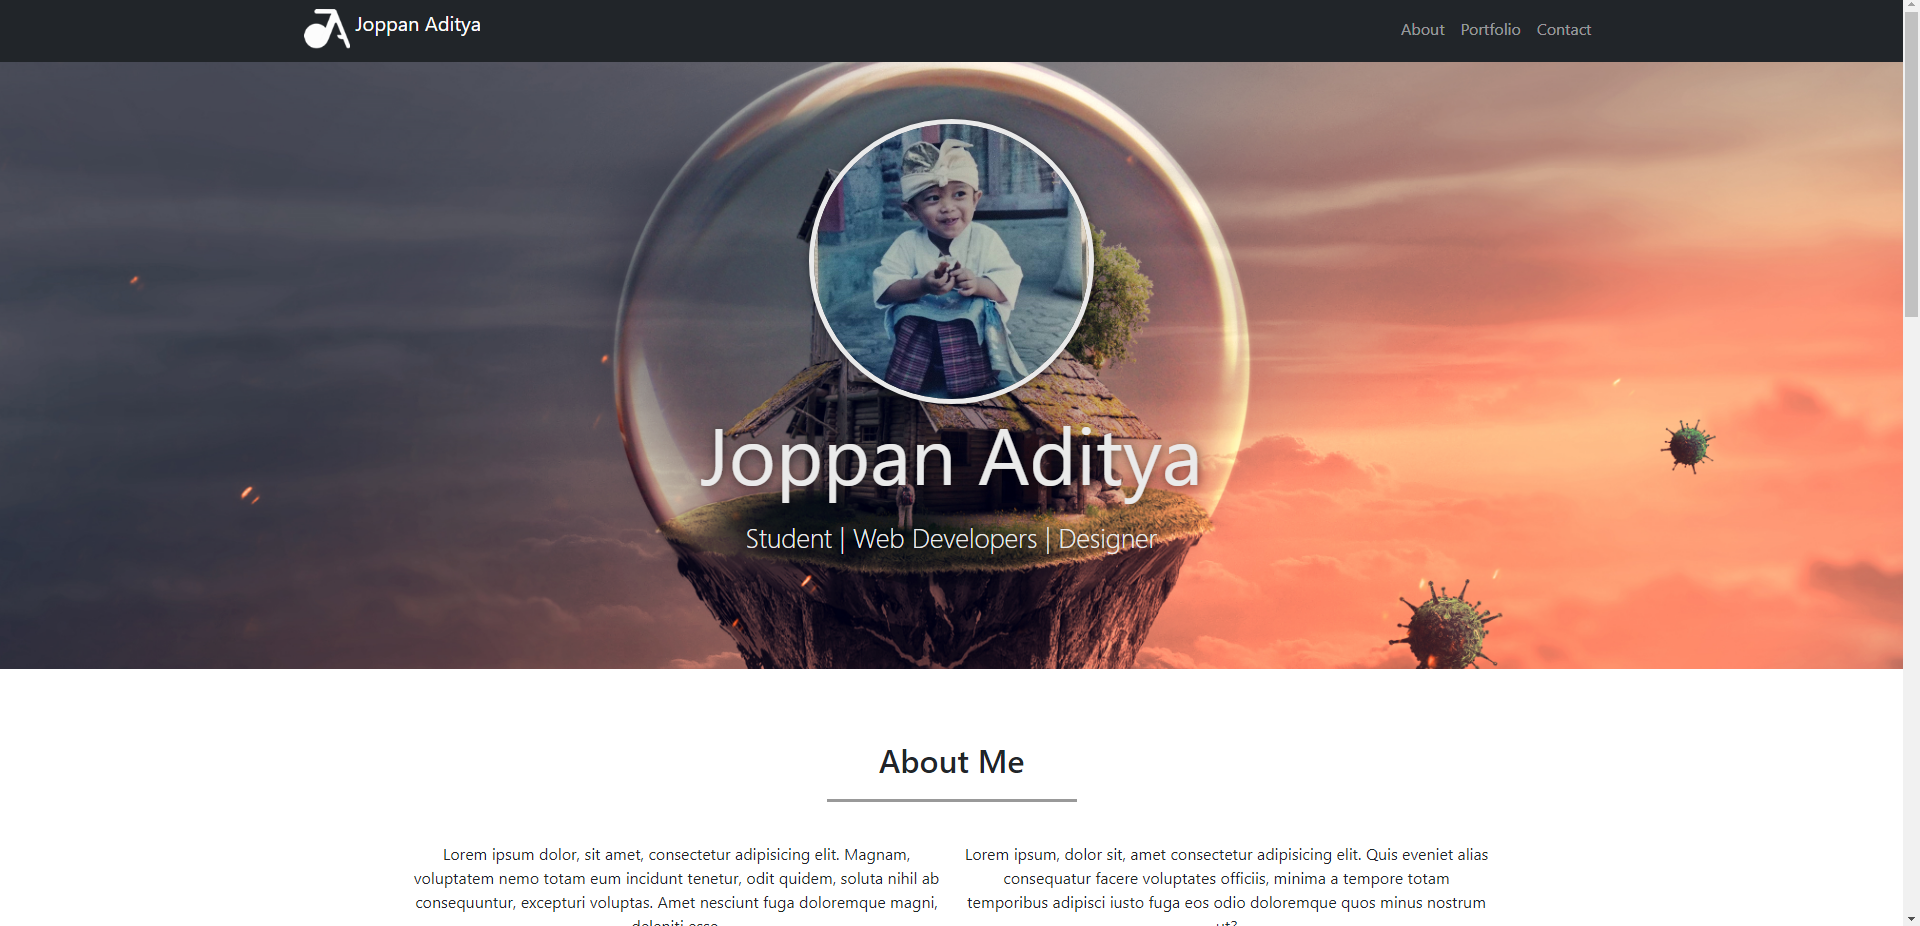 Joppan Aditya
About Portfolio Contact
Joppan Aditya
Student | Web Developers | Designer
About Me
Lorem ipsum dolor, sit amet, consectetur adipisicing elit. Magnam,
voluptatem nemo totam eum incidunt tenetur, odit quidem, soluta nihil ab
consequuntur, excepturi voluptas. Amet nesciunt fuga doloremque magni,
deleniti esse
Lorem ipsum, dolor sit, amet consectetur adipisicing elit. Quis eveniet alias
consequatur facere voluptates officiis, minima a tempore totam
temporibus adipisci iusto fuga eos odio doloremque quos minus nostrum
ut?